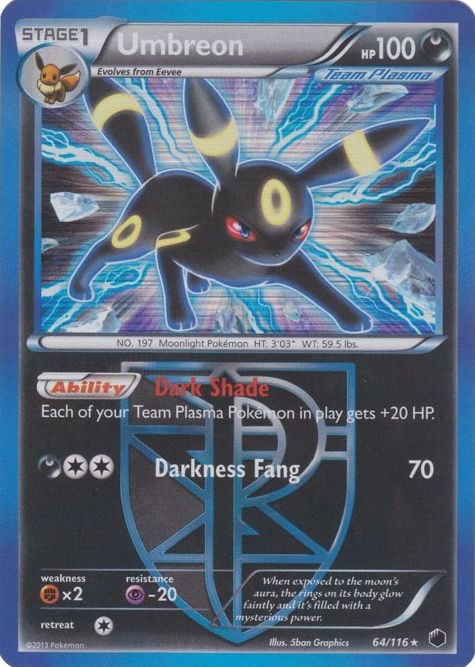 STAGE1
Umbreon
HP100
Evolves from Eevee
Team Plasma
NO. 197 Moonlight Pokémon HT: 3'03" WT: 59.5 lbs.
Ability Dark Shade
Each of your Team Plasma Pokémon in play gets +20 HP.
Darkness Fang 70
weakness resistance
×2 -20
retreat
When exposed to the moon's
aura, the rings on its body glow
faintly and it's filled with a
mysterious power.
©2013 Pokémon Illus. 5ban Graphics 64/116★